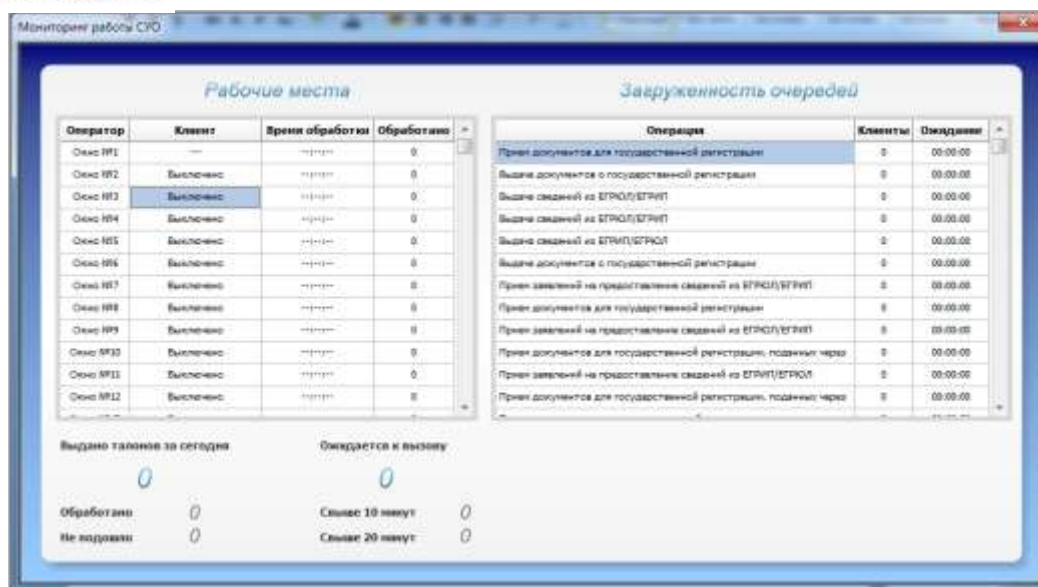 Мониторинг работы СУО
Рабочие места
Загруженность очередей
Оператор Клиент Время обработки Обработано
Операция Клиенты Ожидание
Окно №1 --- --:--:-- 0
Прием документов для государственной регистрации 0 00:00:00
Окно №2 Выключено --:--:-- 0
Выдача документов о государственной регистрации 0 00:00:00
Окно №3 Выключено --:--:-- 0
Выдача сведений из ЕГРЮЛ/ЕГРИП 0 00:00:00
Окно №4 Выключено --:--:-- 0
Выдача сведений из ЕГРЮЛ/ЕГРИП 0 00:00:00
Окно №5 Выключено --:--:-- 0
Выдача сведений из ЕГРИП/ЕГРЮЛ 0 00:00:00
Окно №6 Выключено --:--:-- 0
Выдача документов о государственной регистрации 0 00:00:00
Окно №7 Выключено --:--:-- 0
Прием заявлений на предоставление сведений из ЕГРЮЛ/ЕГРИП 0 00:00:00
Окно №8 Выключено --:--:-- 0
Прием документов для государственной регистрации 0 00:00:00
Окно №9 Выключено --:--:-- 0
Прием заявлений на предоставление сведений из ЕГРЮЛ/ЕГРИП 0 00:00:00
Окно №10 Выключено --:--:-- 0
Прием документов для государственной регистрации, поданных через 0 00:00:00
Окно №11 Выключено --:--:-- 0
Прием заявлений на предоставление сведений из ЕГРИП/ЕГРЮЛ 0 00:00:00
Окно №12 Выключено --:--:-- 0
Прием документов для государственной регистрации, поданных через 0 00:00:00
Выдано талонов за сегодня
Ожидается к вызову
0
0
Обработано 0
Свыше 10 минут 0
Не подошло 0
Свыше 20 минут 0